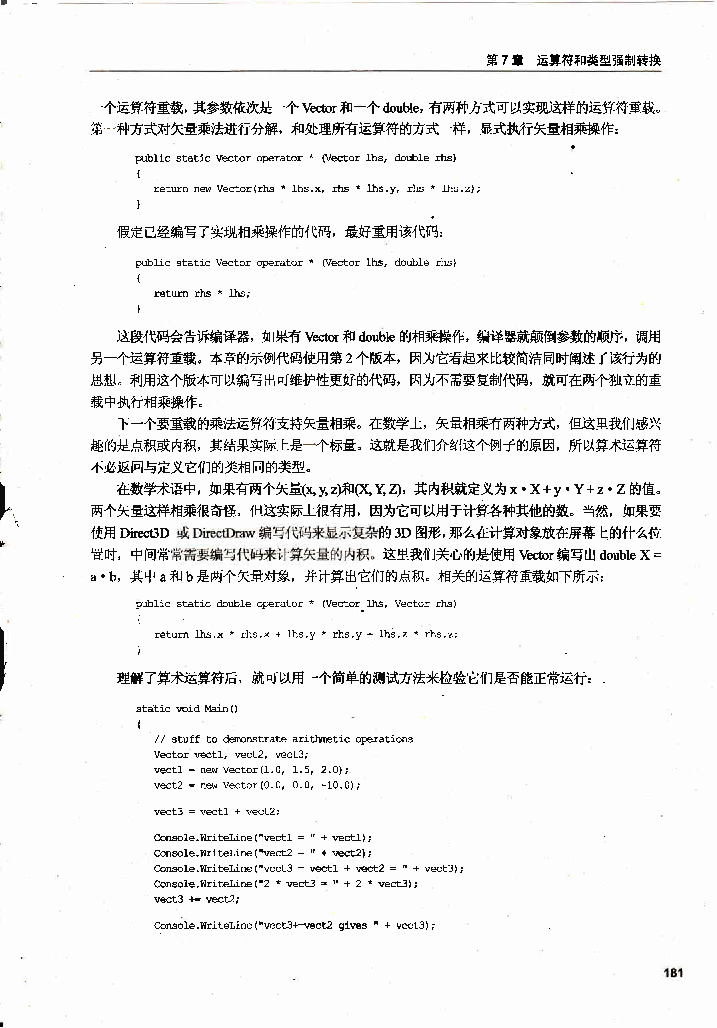 第7章 运算符和类型强制转换
个运算符重载，其参数依次是一个 Vector 和一个 double，有两种方式可以实现这样的运算符重载。
第一种方式对矢量乘法进行分解，和处理所有运算符的方式一样，显式执行矢量相乘操作：
public static Vector operator * (Vector lhs, double rhs)
{
return new Vector(rhs * lhs.x, rhs * lhs.y, rhs * lhs.z);
}
假定已经编写了实现相乘操作的代码，最好重用该代码：
public static Vector operator * (Vector lhs, double rhs)
{
return rhs * lhs;
}
这段代码会告诉编译器，如果有 Vector 和 double 的相乘操作，编译器就颠倒参数的顺序，调用
另一个运算符重载。本章的示例代码使用第 2 个版本，因为它看起来比较简洁同时阐述了该行为的
思想。利用这个版本可以编写出可维护性更好的代码，因为不需要复制代码，就可在两个独立的重
载中执行相乘操作。
下一个要重载的乘法运算符支持矢量相乘。在数学上，矢量相乘有两种方式，但这里我们感兴
趣的是点积或内积，其结果实际上是一个标量。这就是我们介绍这个例子的原因，所以算术运算符
不必返回与定义它们的类相同的类型。
在数学术语中，如果有两个矢量(x, y, z)和(X, Y, Z)，其内积就定义为 x·X + y·Y + z·Z 的值。
两个矢量这样相乘很奇怪，但这实际上很有用，因为它可以用于计算各种其他的数。当然，如果要
使用 Direct3D 或 DirectDraw 编写代码来显示复杂的 3D 图形，那么在计算对象放在屏幕上的什么位
置时，中间常常需要编写代码来计算矢量的内积。这里我们关心的是使用 Vector 编写出 double X =
a·b，其中 a 和 b 是两个矢量对象，并计算出它们的点积。相关的运算符重载如下所示：
public static double operator * (Vector lhs, Vector rhs)
{
return lhs.x * rhs.x + lhs.y * rhs.y + lhs.z * rhs.z;
}
理解了算术运算符后，就可以用一个简单的测试方法来检验它们是否能正常运行：
static void Main()
{
// stuff to demonstrate arithmetic operations
Vector vect1, vect2, vect3;
vect1 = new Vector(1.0, 1.5, 2.0);
vect2 = new Vector(0.0, 0.0, -10.0);
vect3 = vect1 + vect2;
Console.WriteLine("vect1 = " + vect1);
Console.WriteLine("vect2 = " + vect2);
Console.WriteLine("vect3 = vect1 + vect2 = " + vect3);
Console.WriteLine("2 * vect3 = " + 2 * vect3);
vect3 += vect2;
Console.WriteLine("vect3+=vect2 gives " + vect3);
181